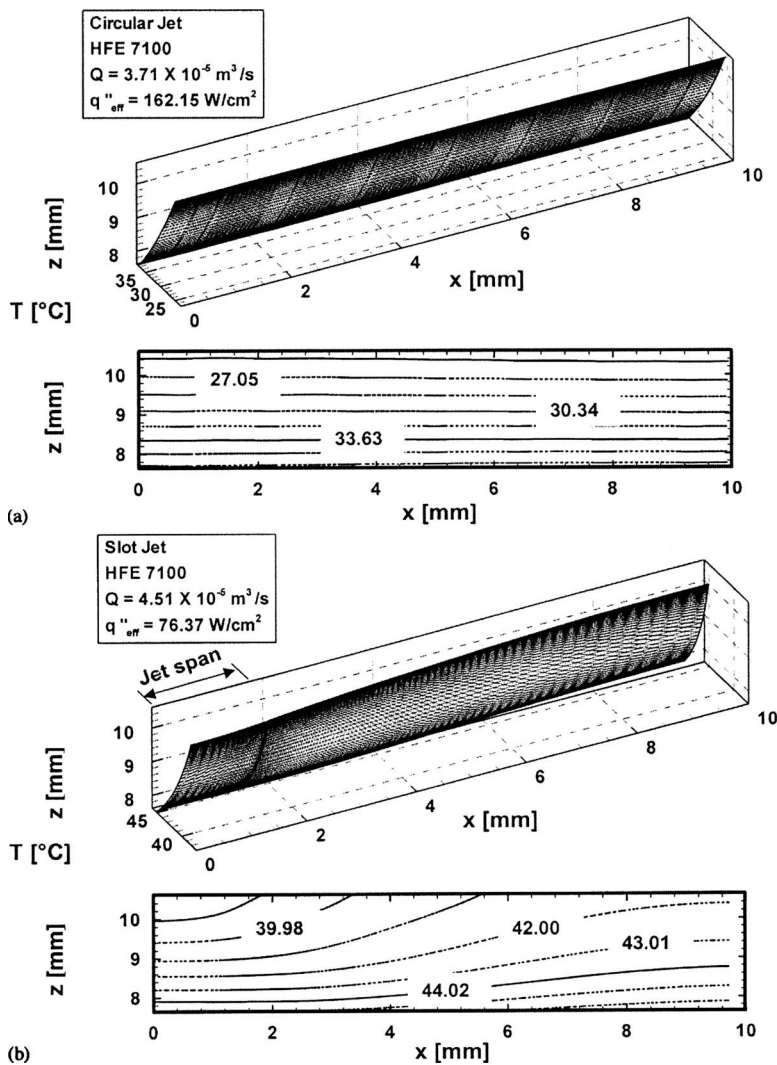 Circular Jet
HFE 7100
Q = 3.71 X 10⁻⁵ m³/s
q "eff = 162.15 W/cm²
10
9
8
z [mm]
35
30
25
T [°C]
0
2
4
6
8
10
x [mm]
10
9
8
z [mm]
27.05
30.34
33.63
0
2
4
6
8
10
x [mm]
(a)
Slot Jet
HFE 7100
Q = 4.51 X 10⁻⁵ m³/s
q "eff = 76.37 W/cm²
Jet span
10
9
8
z [mm]
45
40
T [°C]
0
2
4
6
8
10
x [mm]
10
9
8
z [mm]
39.98
42.00
43.01
44.02
0
2
4
6
8
10
x [mm]
(b)